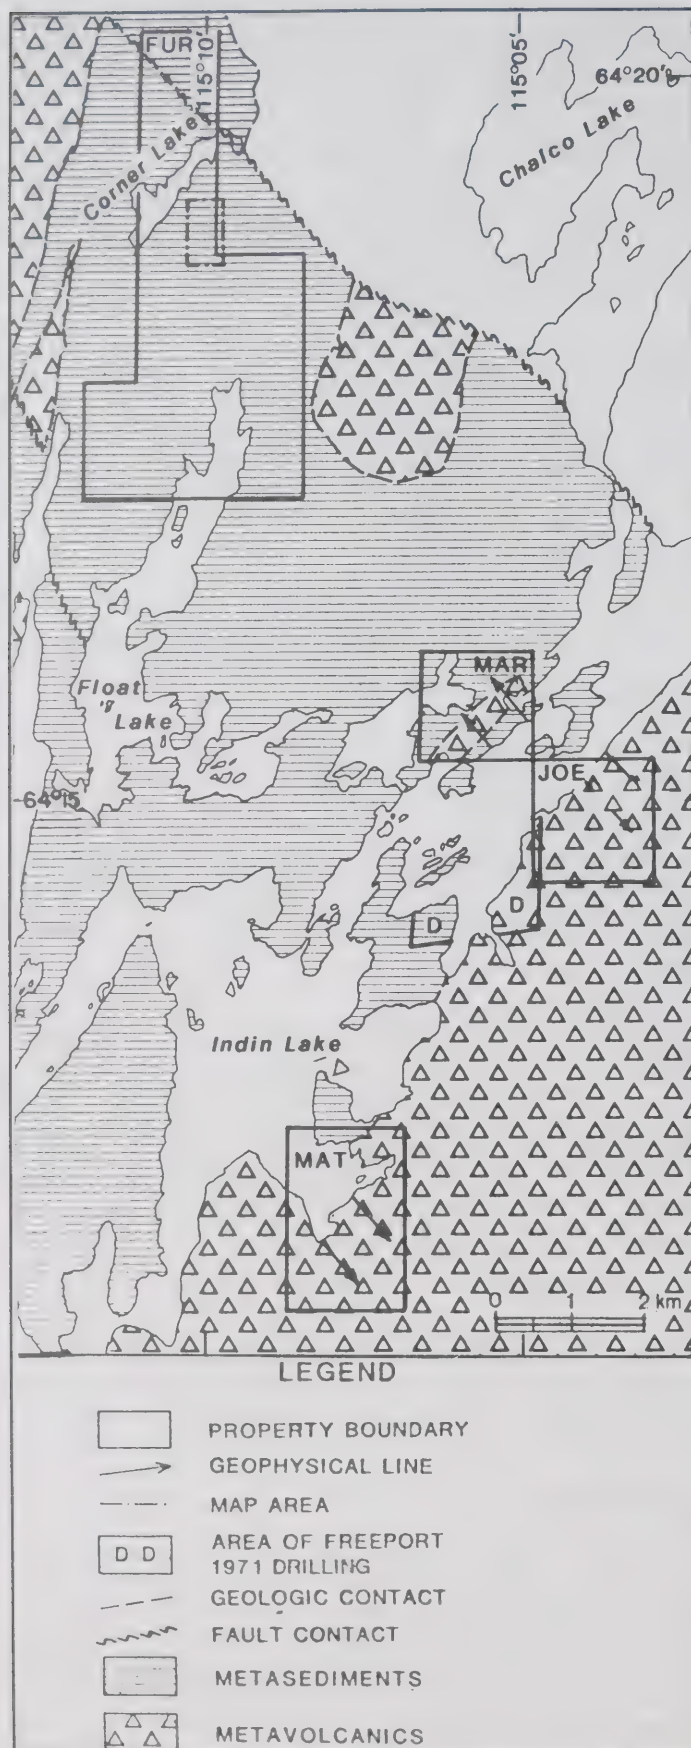 FUR
115°10'
115°05'
64°20'
Corner Lake
Chalco Lake
MAR
Float
Lake
JOE
64°15
D
D
Indin Lake
MAT
0 1 2 km
LEGEND
PROPERTY BOUNDARY
GEOPHYSICAL LINE
MAP AREA
D D
AREA OF FREEPORT
1971 DRILLING
GEOLOGIC CONTACT
FAULT CONTACT
METASEDIMENTS
METAVOLCANICS